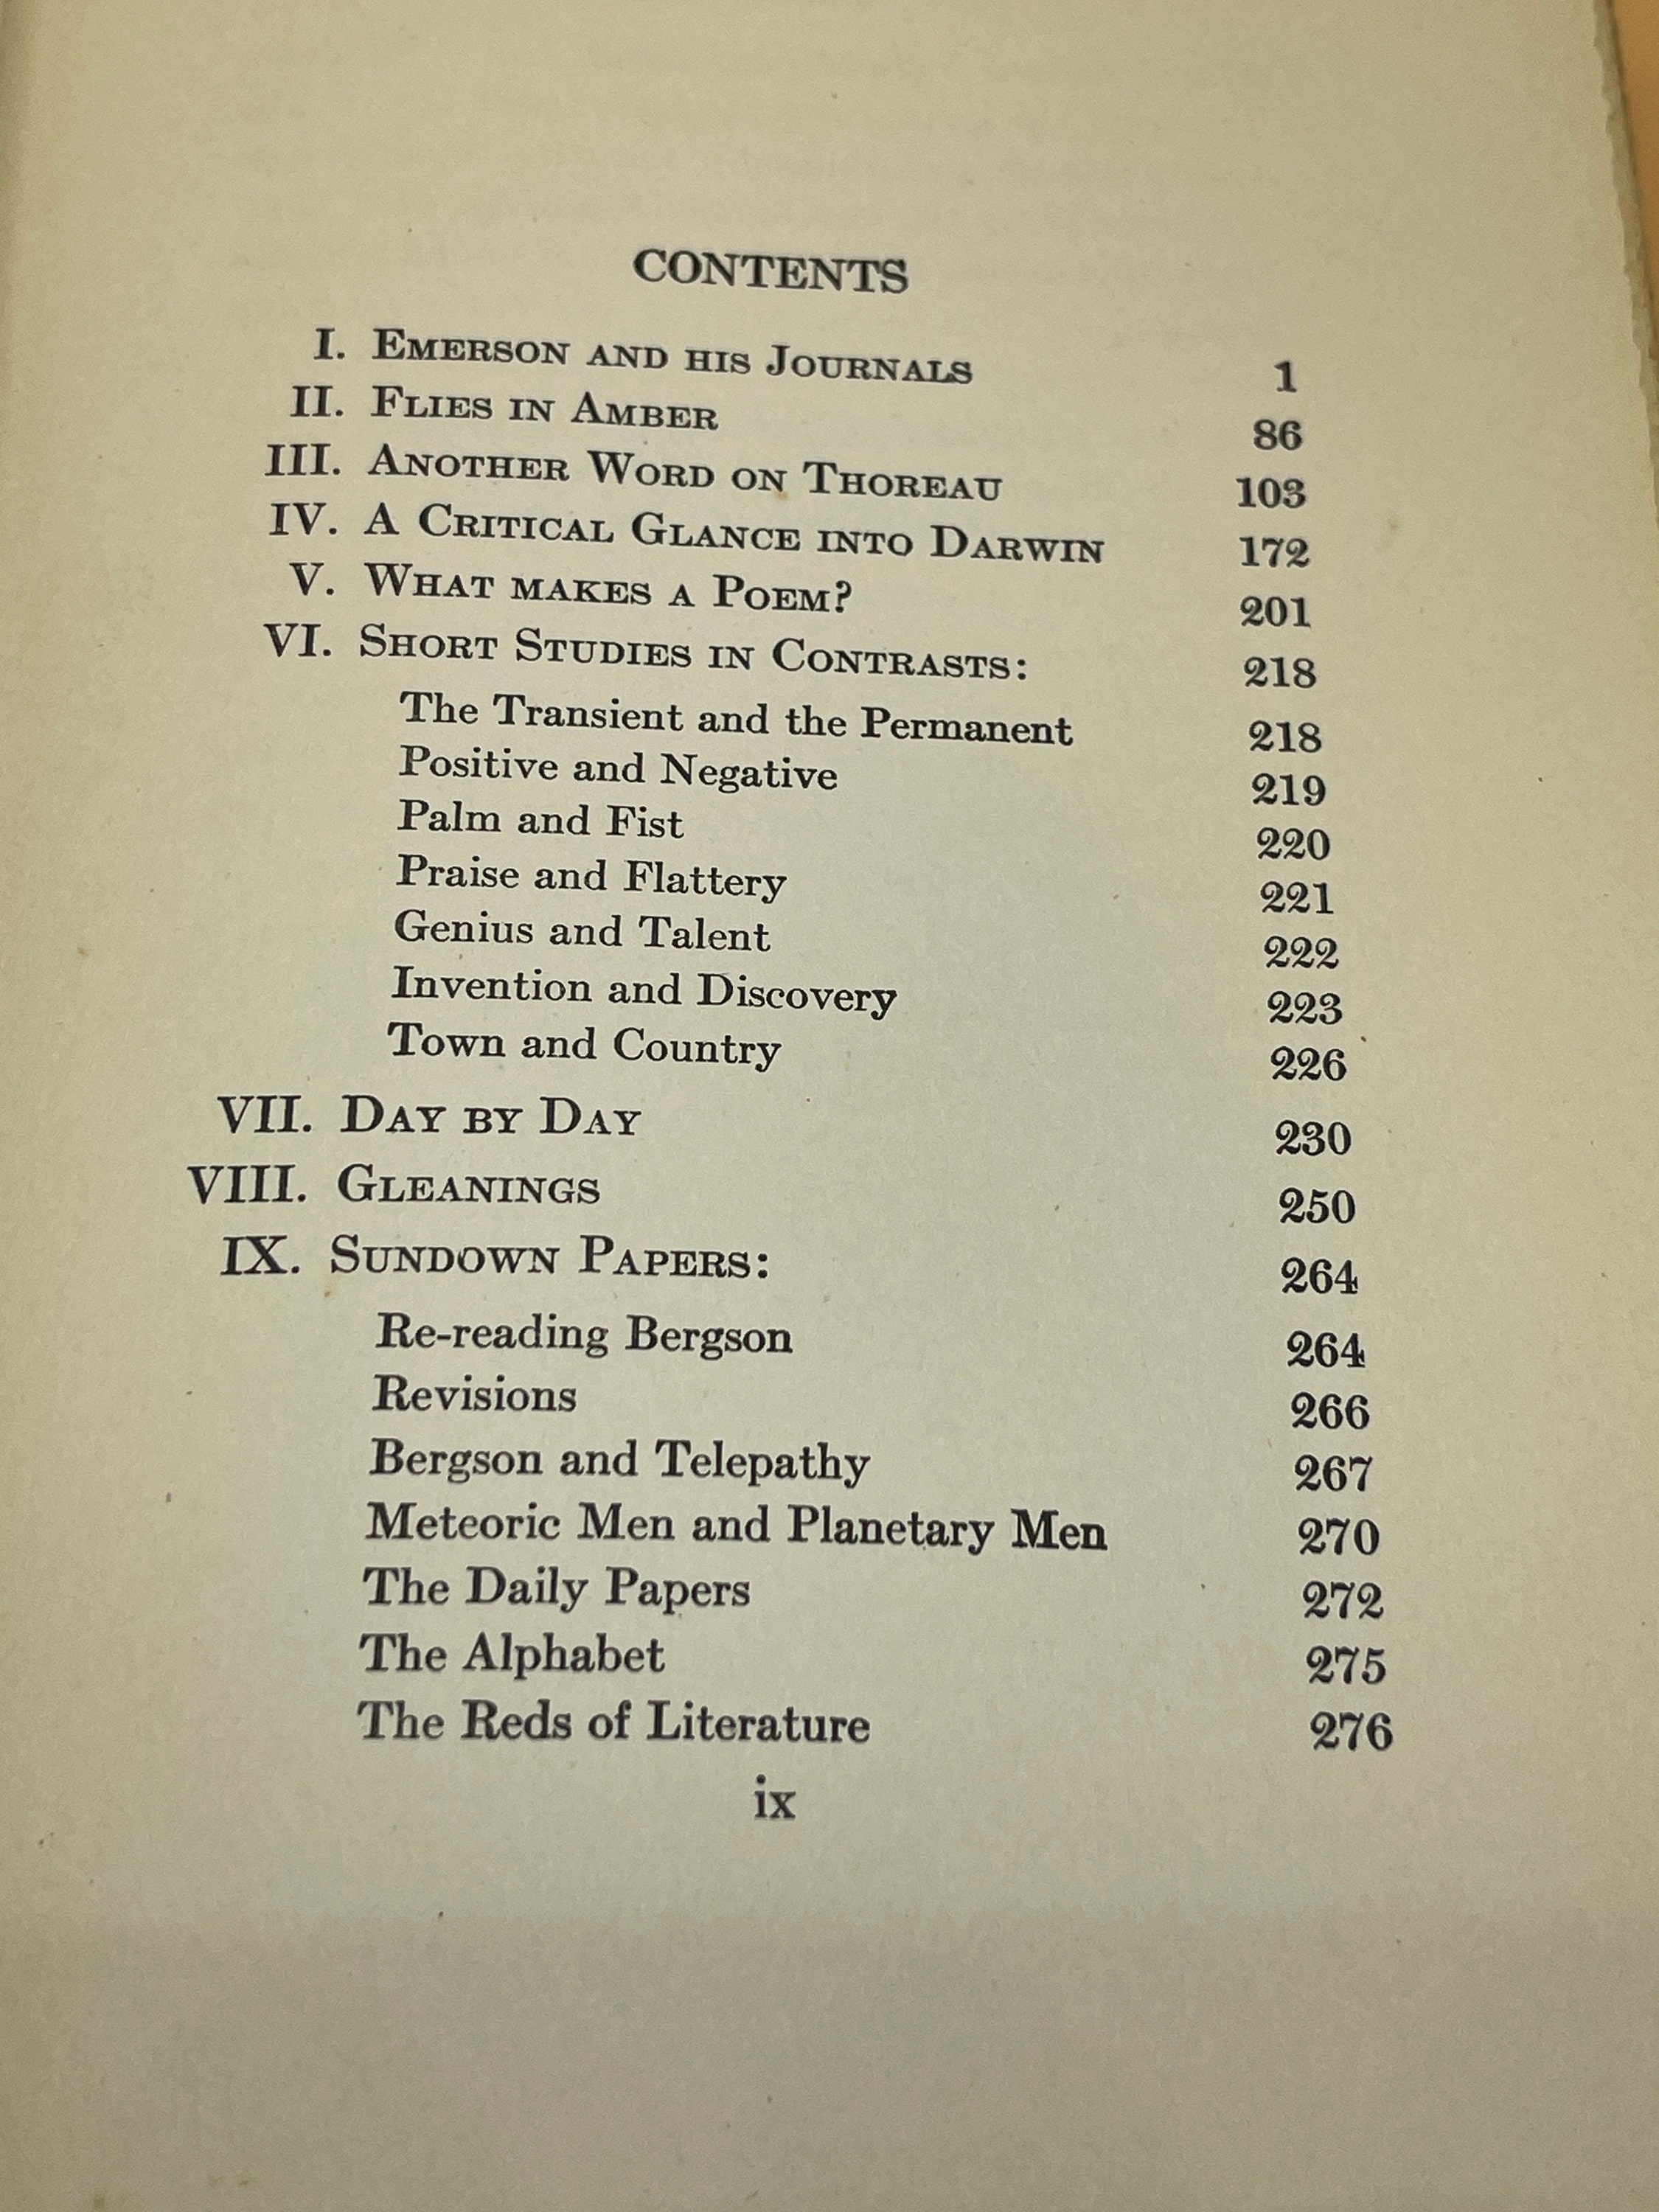 CONTENTS
I. Emerson and his Journals 1
II. Flies in Amber 86
III. Another Word on Thoreau 103
IV. A Critical Glance into Darwin 172
V. What makes a Poem? 201
VI. Short Studies in Contrasts: 218
The Transient and the Permanent 218
Positive and Negative 219
Palm and Fist 220
Praise and Flattery 221
Genius and Talent 222
Invention and Discovery 223
Town and Country 226
VII. Day by Day 230
VIII. Gleanings 250
IX. Sundown Papers: 264
Re-reading Bergson 264
Revisions 266
Bergson and Telepathy 267
Meteoric Men and Planetary Men 270
The Daily Papers 272
The Alphabet 275
The Reds of Literature 276
ix